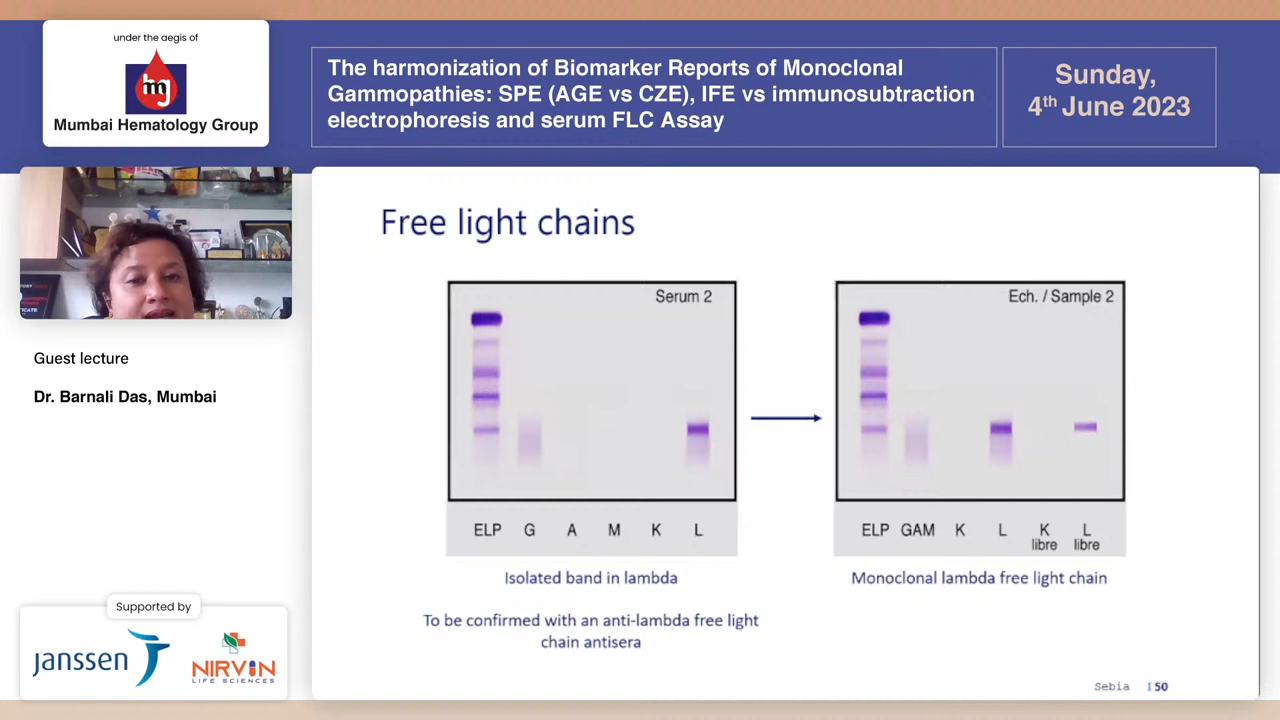 under the aegis of
mg
Mumbai Hematology Group
The harmonization of Biomarker Reports of Monoclonal
Gammopathies: SPE (AGE vs CZE), IFE vs immunosubtraction
electrophoresis and serum FLC Assay
Sunday,
4th June 2023
Guest lecture
Dr. Barnali Das, Mumbai
Supported by
janssen
NIRVIN
LIFE SCIENCES
Free light chains
Serum 2
ELP G A M K L
Isolated band in lambda
To be confirmed with an anti-lambda free light
chain antisera
Ech. / Sample 2
ELP GAM K L K libre L libre
Monoclonal lambda free light chain
Sebia I 50